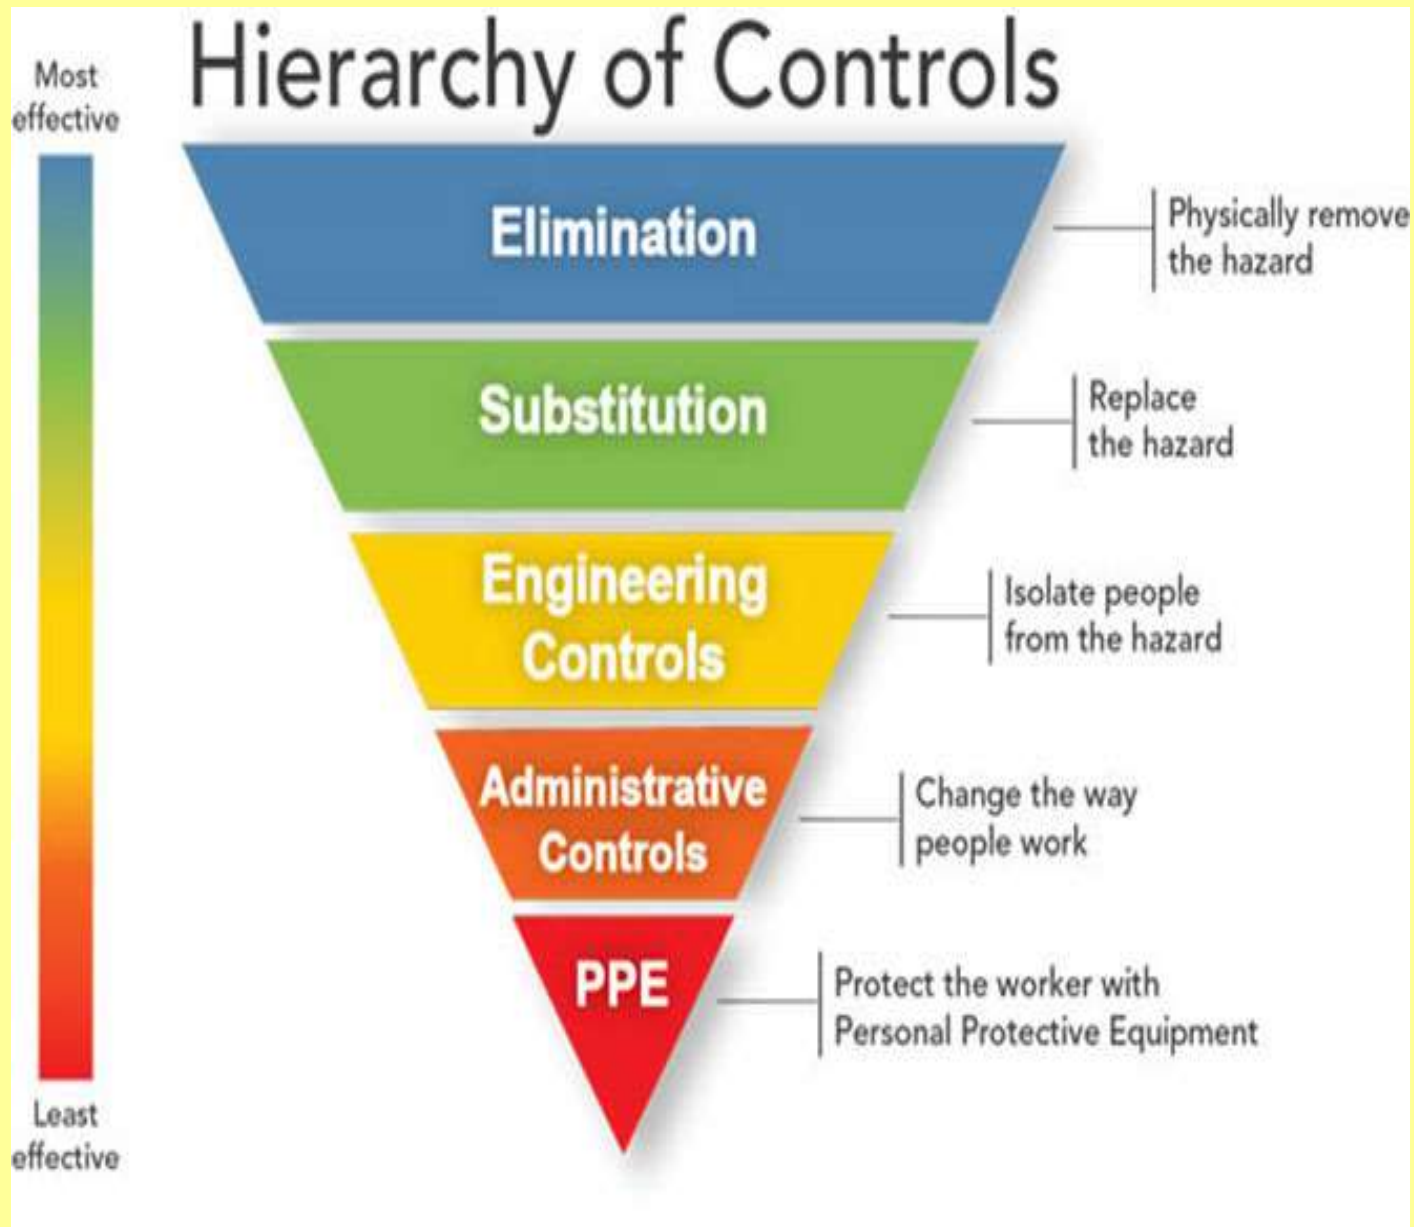 Hierarchy of Controls
Most
effective
Elimination
Physically remove
the hazard
Substitution
Replace
the hazard
Engineering
Controls
Isolate people
from the hazard
Administrative
Controls
Change the way
people work
PPE
Protect the worker with
Personal Protective Equipment
Least
effective